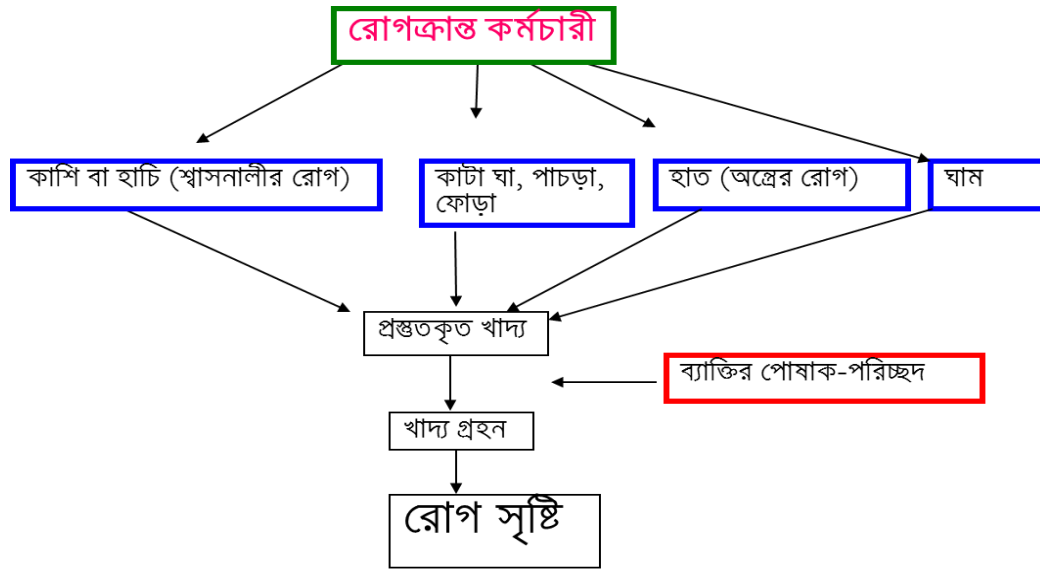 রোগক্রান্ত কর্মচারী
কাশি বা হাচি (শ্বাসনালীর রোগ)
কাটা ঘা, পাচড়া,
ফোড়া
হাত (অন্ত্রের রোগ)
ঘাম
প্রস্তুতকৃত খাদ্য
ব্যাক্তির পোষাক-পরিচ্ছদ
খাদ্য গ্রহন
রোগ সৃষ্টি